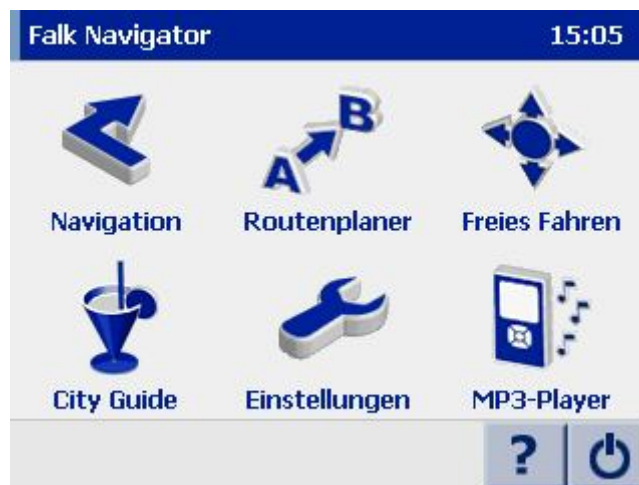 Falk Navigator 15:05
A B
Navigation Routenplaner Freies Fahren
City Guide Einstellungen MP3-Player
?